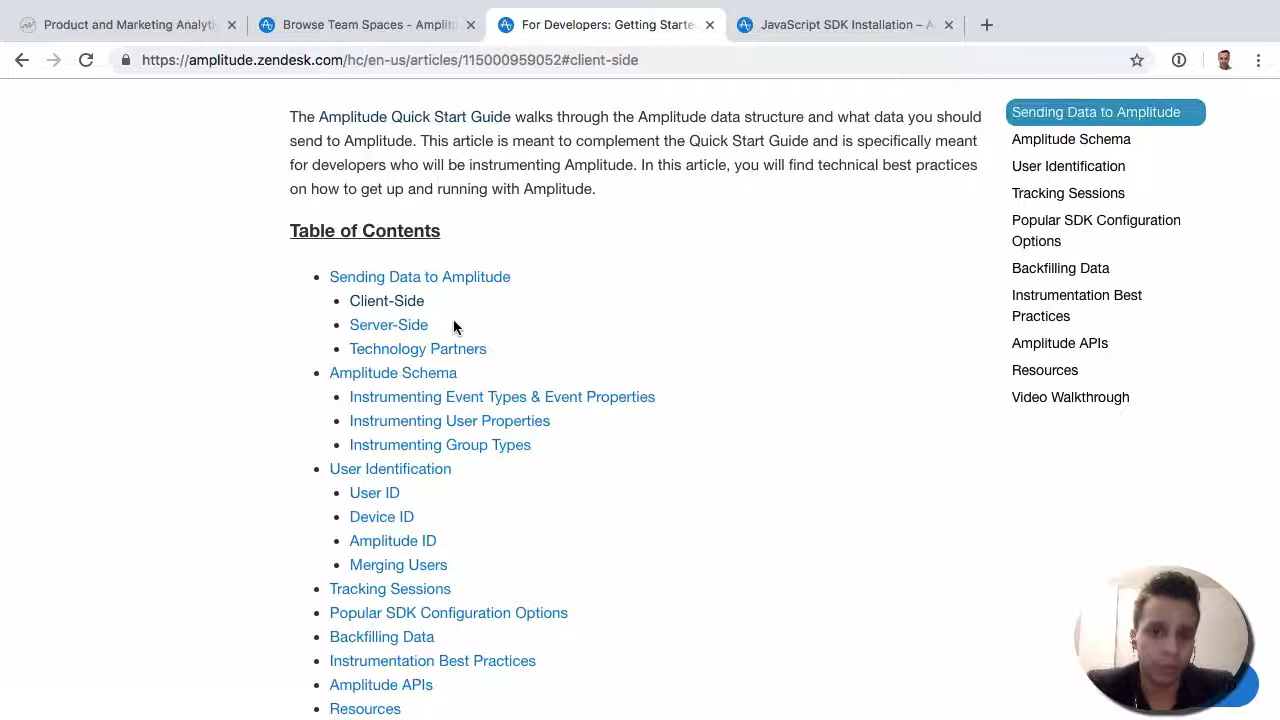 Product and Marketing Analyti
Browse Team Spaces - Amplit
For Developers: Getting Starte
JavaScript SDK Installation – A
https://amplitude.zendesk.com/hc/en-us/articles/115000959052#client-side
The Amplitude Quick Start Guide walks through the Amplitude data structure and what data you should
send to Amplitude. This article is meant to complement the Quick Start Guide and is specifically meant
for developers who will be instrumenting Amplitude. In this article, you will find technical best practices
on how to get up and running with Amplitude.
Table of Contents
Sending Data to Amplitude
Client-Side
Server-Side
Technology Partners
Amplitude Schema
Instrumenting Event Types & Event Properties
Instrumenting User Properties
Instrumenting Group Types
User Identification
User ID
Device ID
Amplitude ID
Merging Users
Tracking Sessions
Popular SDK Configuration Options
Backfilling Data
Instrumentation Best Practices
Amplitude APIs
Resources
Sending Data to Amplitude
Amplitude Schema
User Identification
Tracking Sessions
Popular SDK Configuration
Options
Backfilling Data
Instrumentation Best
Practices
Amplitude APIs
Resources
Video Walkthrough